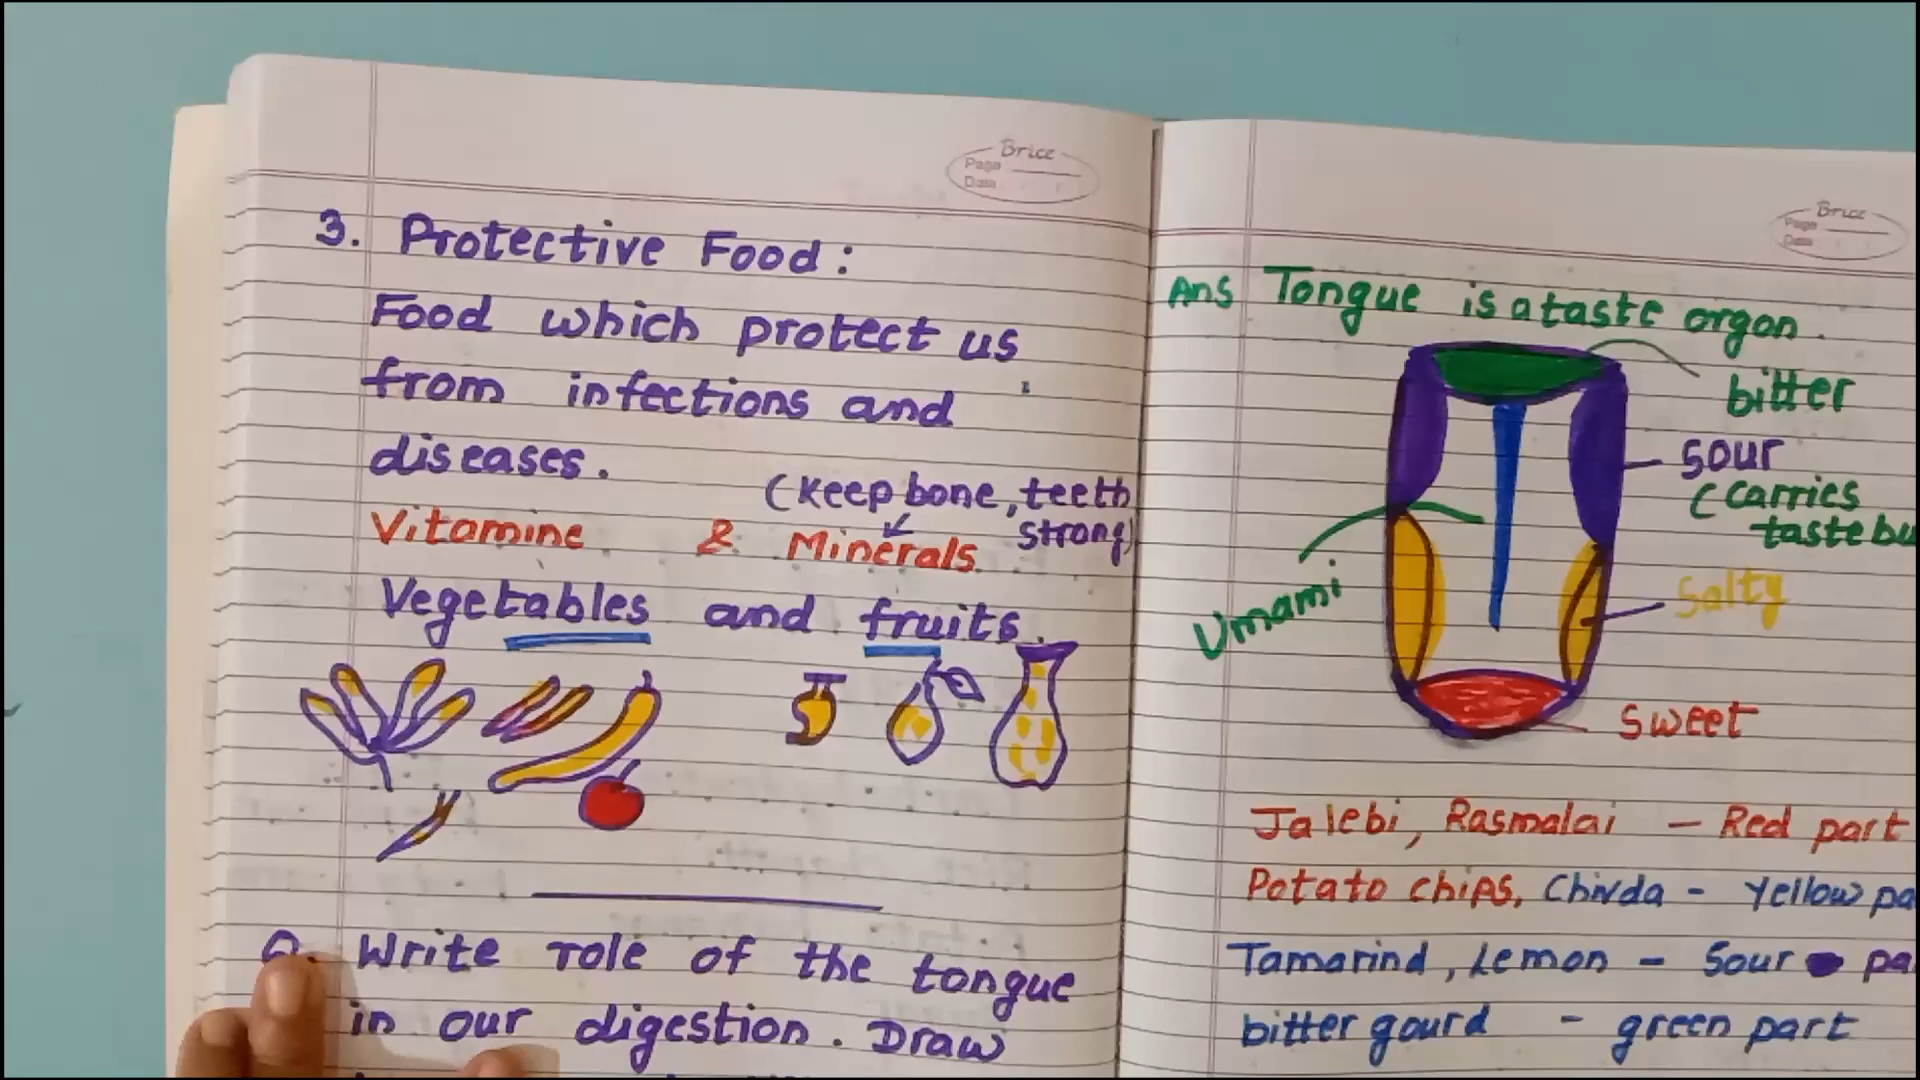 Brice
Page
Date
3. Protective Food:
Food which protect us
from infections and
diseases.
(Keep bone, teeth
strong)
Vitamine & Minerals
Vegetables and fruits.
Q. Write role of the tongue
in our digestion. Draw
Brice
Page
Date
Ans Tongue is a taste organ.
bitter
Sour
(carries
taste bu
Umami
Salty
Sweet
Jalebi, Rasmalai - Red part
Potato chips, Chivda - Yellow pa
Tamarind, Lemon - Sour pa
bitter gourd - green part